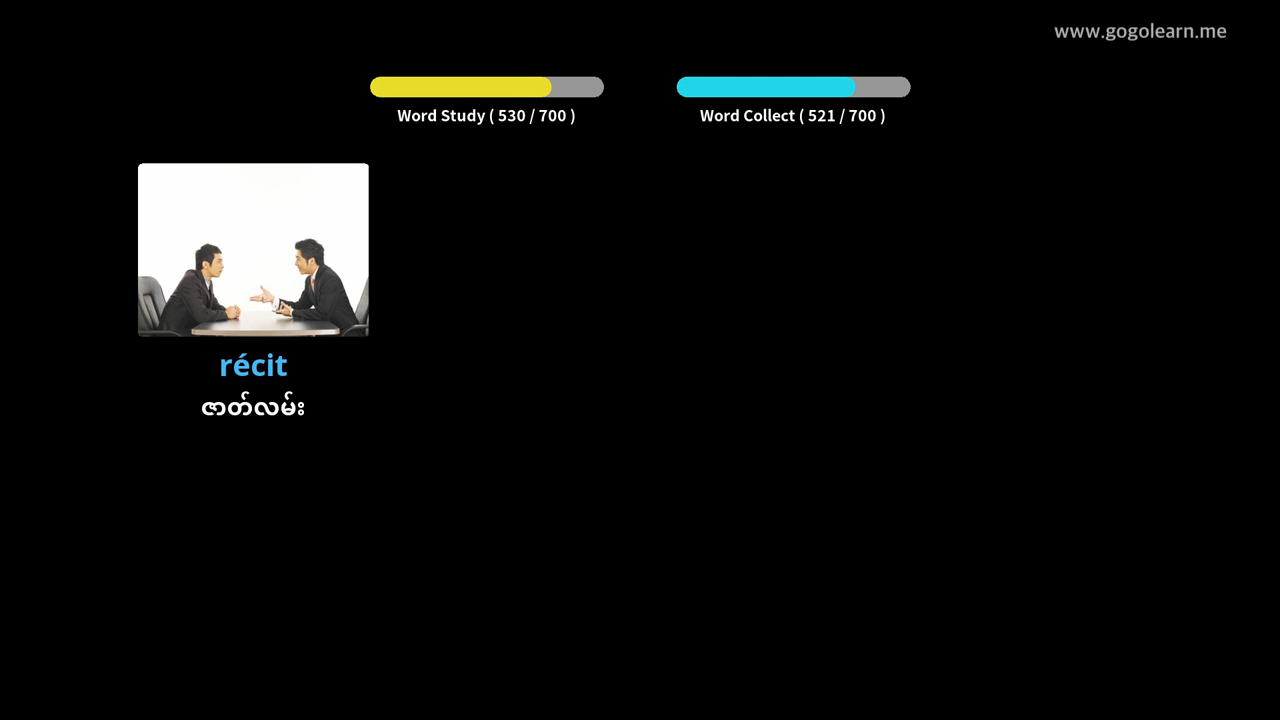 www.gogolearn.me
Word Study ( 530 / 700 )
Word Collect ( 521 / 700 )
récit
ဇာတ်လမ်း